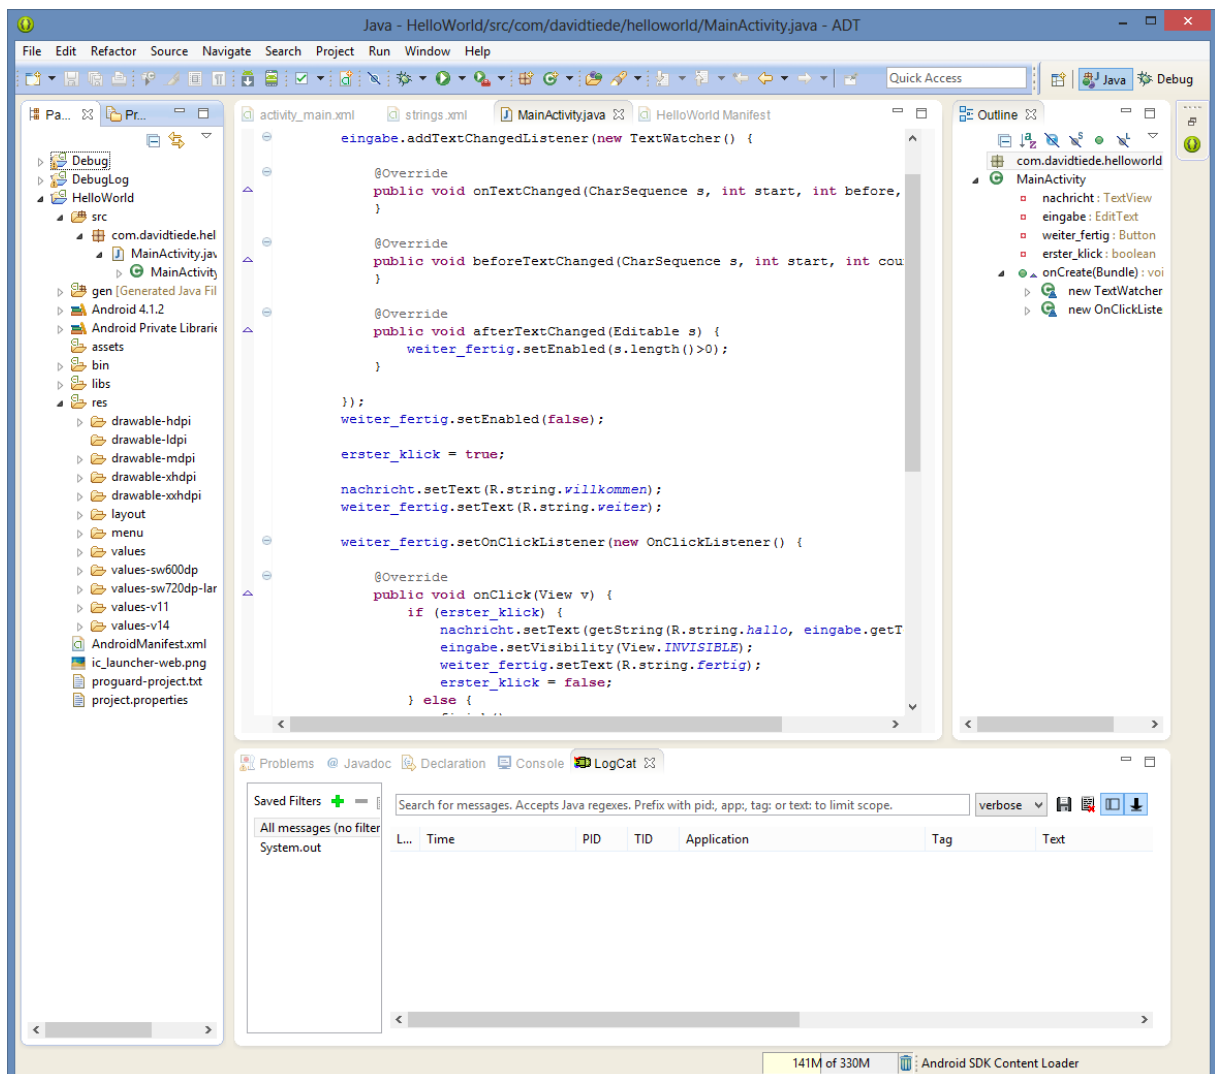 Java - HelloWorld/src/com/davidtiede/helloworld/MainActivity.java - ADT
File Edit Refactor Source Navigate Search Project Run Window Help
Quick Access
Java
Debug
Pa...
Pr...
Debug
DebugLog
HelloWorld
src
com.davidtiede.hel
MainActivity.jav
MainActivity
gen [Generated Java Fil
Android 4.1.2
Android Private Librarie
assets
bin
libs
res
drawable-hdpi
drawable-ldpi
drawable-mdpi
drawable-xhdpi
drawable-xxhdpi
layout
menu
values
values-sw600dp
values-sw720dp-lar
values-v11
values-v14
AndroidManifest.xml
ic_launcher-web.png
proguard-project.txt
project.properties
activity_main.xml
strings.xml
MainActivity.java
HelloWorld Manifest
eingabe.addTextChangedListener(new TextWatcher() {
@Override
public void onTextChanged(CharSequence s, int start, int before,
}
@Override
public void beforeTextChanged(CharSequence s, int start, int cou
}
@Override
public void afterTextChanged(Editable s) {
weiter_fertig.setEnabled(s.length()>0);
}
});
weiter_fertig.setEnabled(false);
erster_klick = true;
nachricht.setText(R.string.willkommen);
weiter_fertig.setText(R.string.weiter);
weiter_fertig.setOnClickListener(new OnClickListener() {
@Override
public void onClick(View v) {
if (erster_klick) {
nachricht.setText(getString(R.string.hallo, eingabe.getT
eingabe.setVisibility(View.INVISIBLE);
weiter_fertig.setText(R.string.fertig);
erster_klick = false;
} else {
Outline
com.davidtiede.helloworld
MainActivity
nachricht : TextView
eingabe : EditText
weiter_fertig : Button
erster_klick : boolean
onCreate(Bundle) : voi
new TextWatcher
new OnClickListe
Problems
@ Javadoc
Declaration
Console
LogCat
Saved Filters
All messages (no filter
System.out
Search for messages. Accepts Java regexes. Prefix with pid:, app:, tag: or text: to limit scope.
verbose
L... Time PID TID Application Tag Text
141M of 330M
Android SDK Content Loader